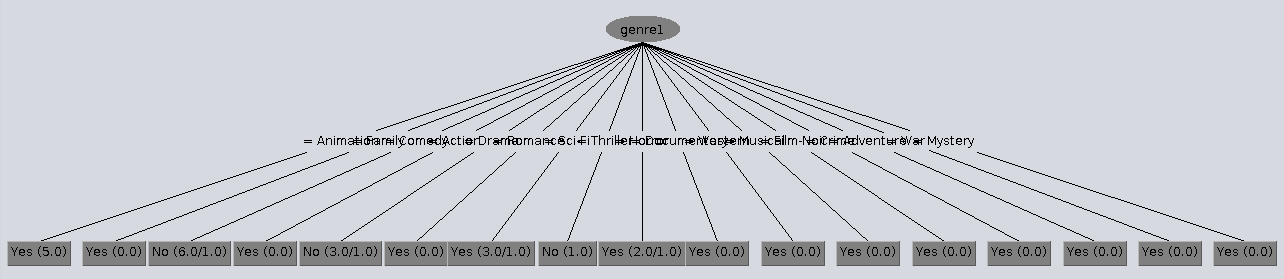 genre1
= Animation = Family = Comedy = Action = Drama = Romance = Sci-Fi = Thriller = Horror = Documentary = Western = Musical = Film-Noir = Crime = Adventure = War = Mystery
Yes (5.0) Yes (0.0) No (6.0/1.0) Yes (0.0) No (3.0/1.0) Yes (0.0) Yes (3.0/1.0) No (1.0) Yes (2.0/1.0) Yes (0.0) Yes (0.0) Yes (0.0) Yes (0.0) Yes (0.0) Yes (0.0) Yes (0.0) Yes (0.0)